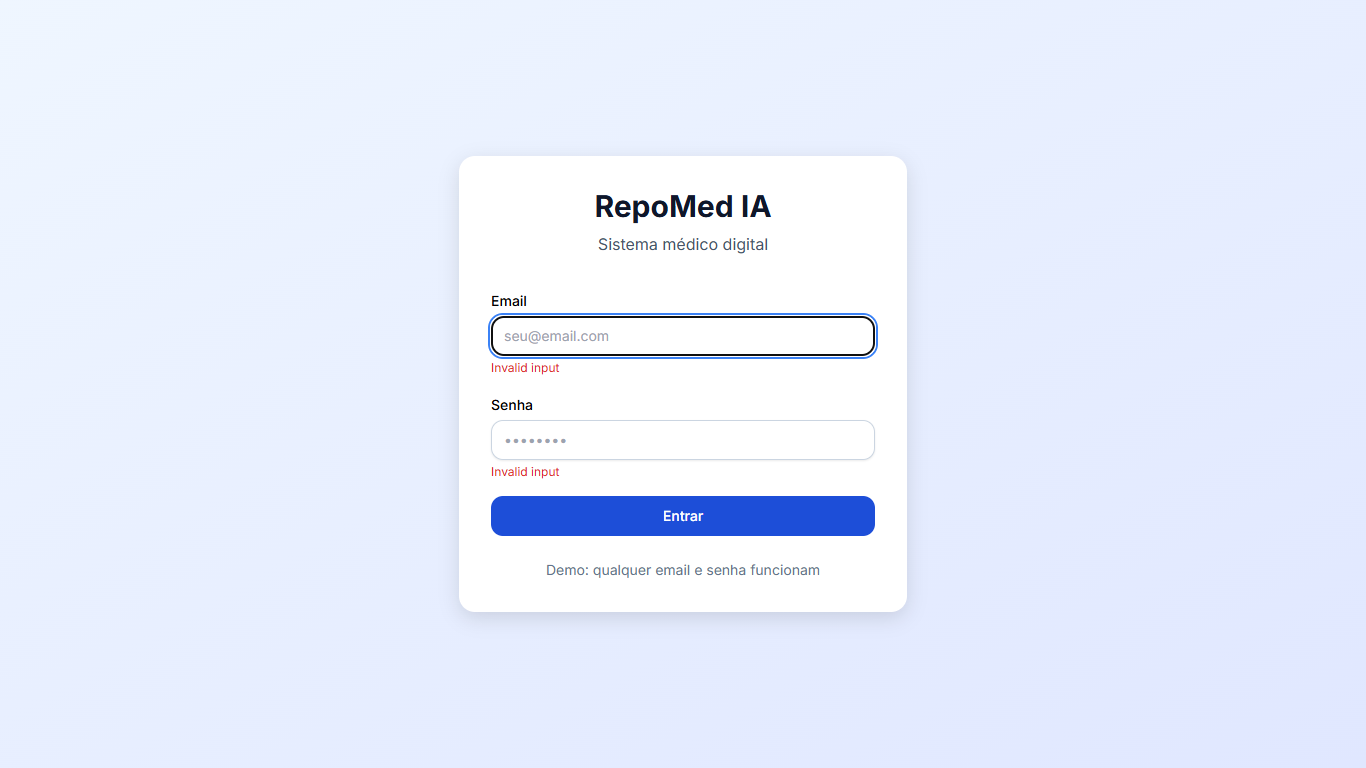 RepoMed IA
Sistema médico digital
Email
seu@email.com
Invalid input
Senha
••••••••
Invalid input
Entrar
Demo: qualquer email e senha funcionam